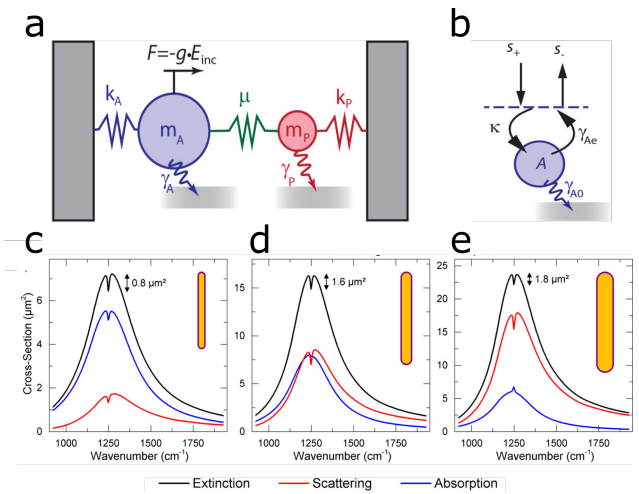 a
b
F=-g·E_inc
k_A
μ
k_P
m_A
m_P
γ_A
γ_P
s_+
s_-
κ
γ_Ae
A
γ_A0
c
d
e
Cross-Section (μm²)
6
4
2
0
0.8 μm²
1000 1250 1500 1750
Wavenumber (cm⁻¹)
15
10
5
0
1.6 μm²
1000 1250 1500 1750
Wavenumber (cm⁻¹)
25
20
15
10
5
0
1.8 μm²
1000 1250 1500 1750
Wavenumber (cm⁻¹)
Extinction Scattering Absorption